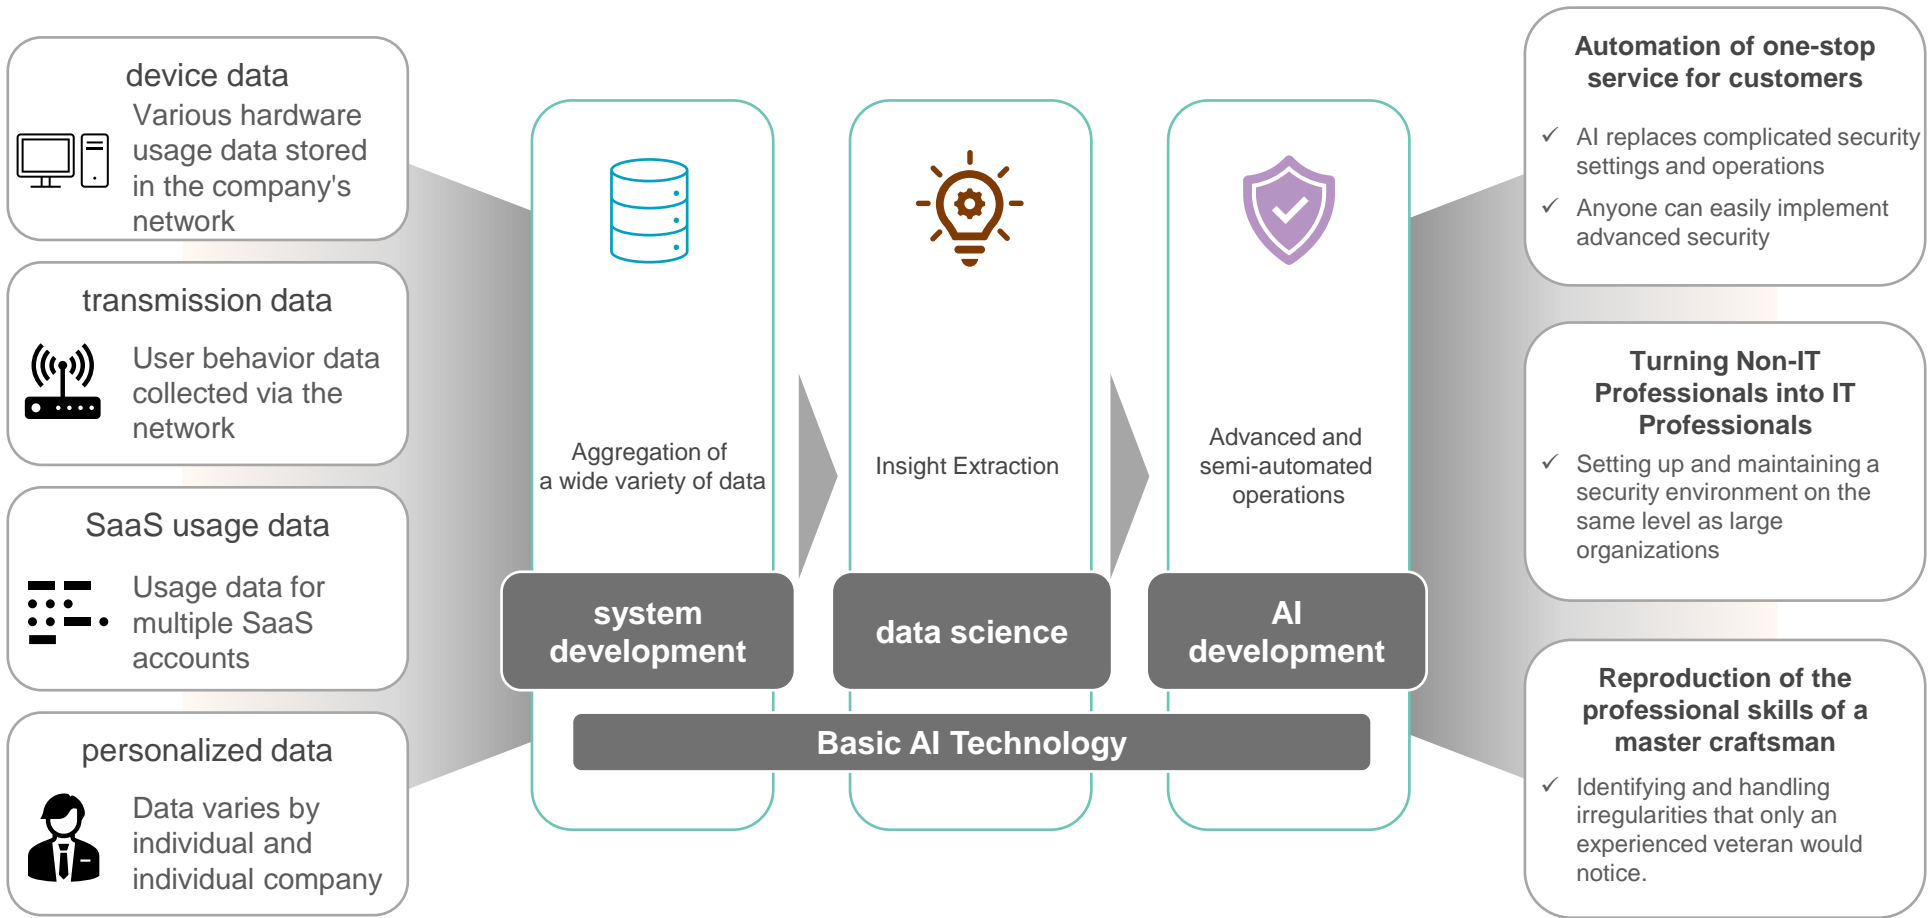 device data
Various hardware
usage data stored
in the company's
network
transmission data
User behavior data
collected via the
network
SaaS usage data
Usage data for
multiple SaaS
accounts
personalized data
Data varies by
individual and
individual company
Aggregation of
a wide variety of data
system
development
Insight Extraction
data science
Advanced and
semi-automated
operations
AI
development
Basic AI Technology
Automation of one-stop
service for customers
✓ AI replaces complicated security
settings and operations
✓ Anyone can easily implement
advanced security
Turning Non-IT
Professionals into IT
Professionals
✓ Setting up and maintaining a
security environment on the
same level as large
organizations
Reproduction of the
professional skills of a
master craftsman
✓ Identifying and handling
irregularities that only an
experienced veteran would
notice.